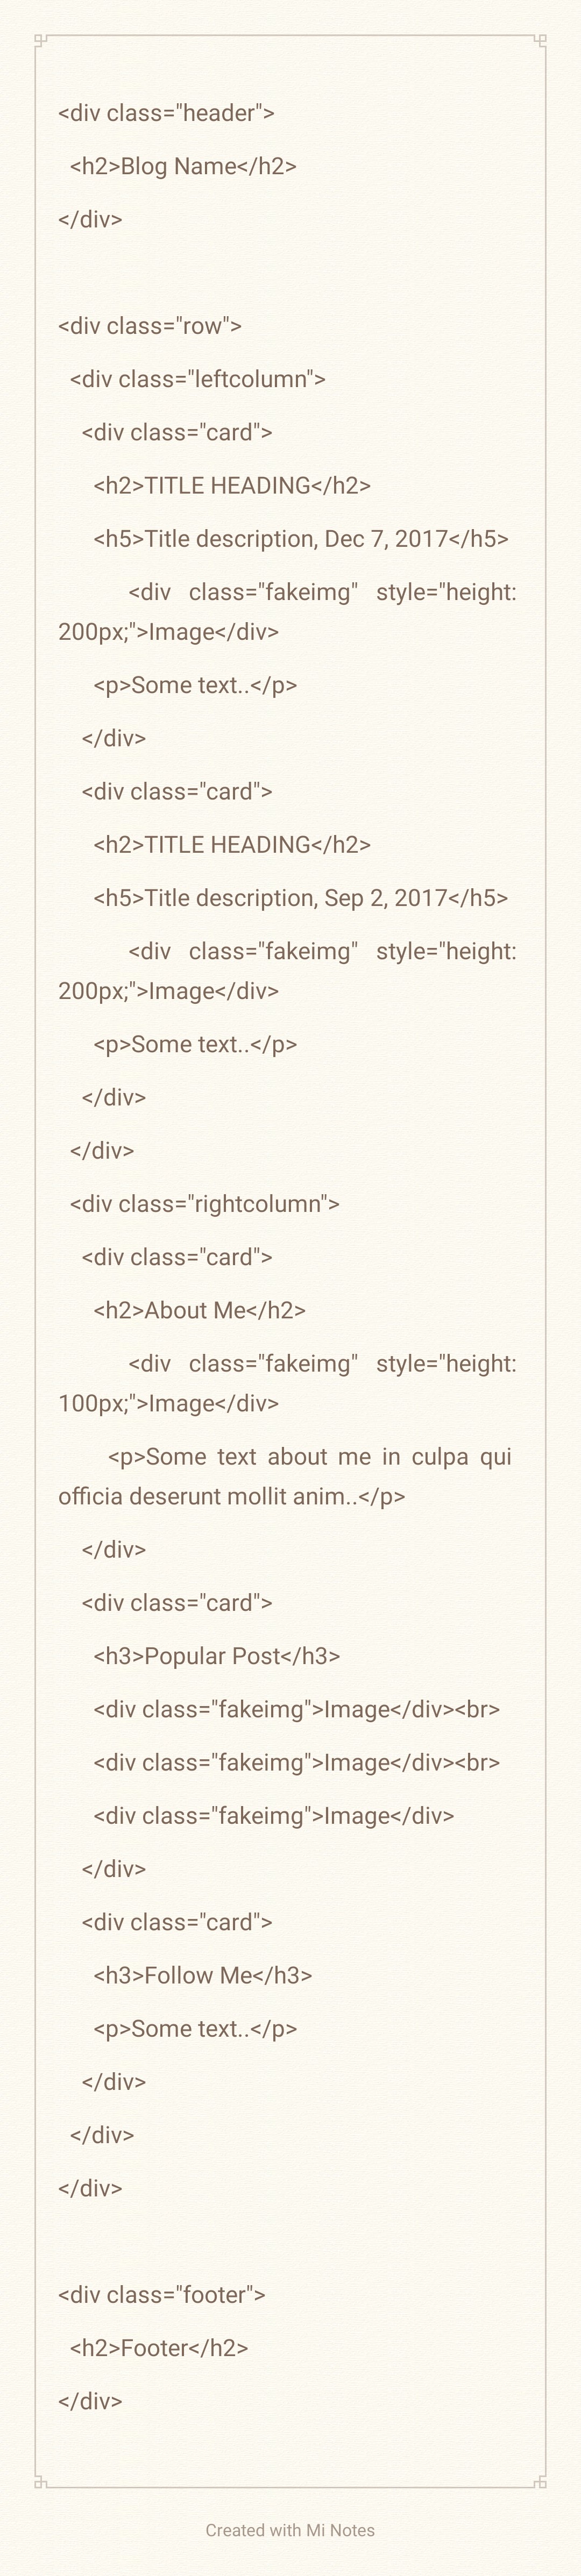 <div class="header">
<h2>Blog Name</h2>
</div>
<div class="row">
<div class="leftcolumn">
<div class="card">
<h2>TITLE HEADING</h2>
<h5>Title description, Dec 7, 2017</h5>
<div class="fakeimg" style="height:
200px;">Image</div>
<p>Some text..</p>
</div>
<div class="card">
<h2>TITLE HEADING</h2>
<h5>Title description, Sep 2, 2017</h5>
<div class="fakeimg" style="height:
200px;">Image</div>
<p>Some text..</p>
</div>
</div>
<div class="rightcolumn">
<div class="card">
<h2>About Me</h2>
<div class="fakeimg" style="height:
100px;">Image</div>
<p>Some text about me in culpa qui
officia deserunt mollit anim..</p>
</div>
<div class="card">
<h3>Popular Post</h3>
<div class="fakeimg">Image</div><br>
<div class="fakeimg">Image</div><br>
<div class="fakeimg">Image</div>
</div>
<div class="card">
<h3>Follow Me</h3>
<p>Some text..</p>
</div>
</div>
</div>
<div class="footer">
<h2>Footer</h2>
</div>
Created with Mi Notes